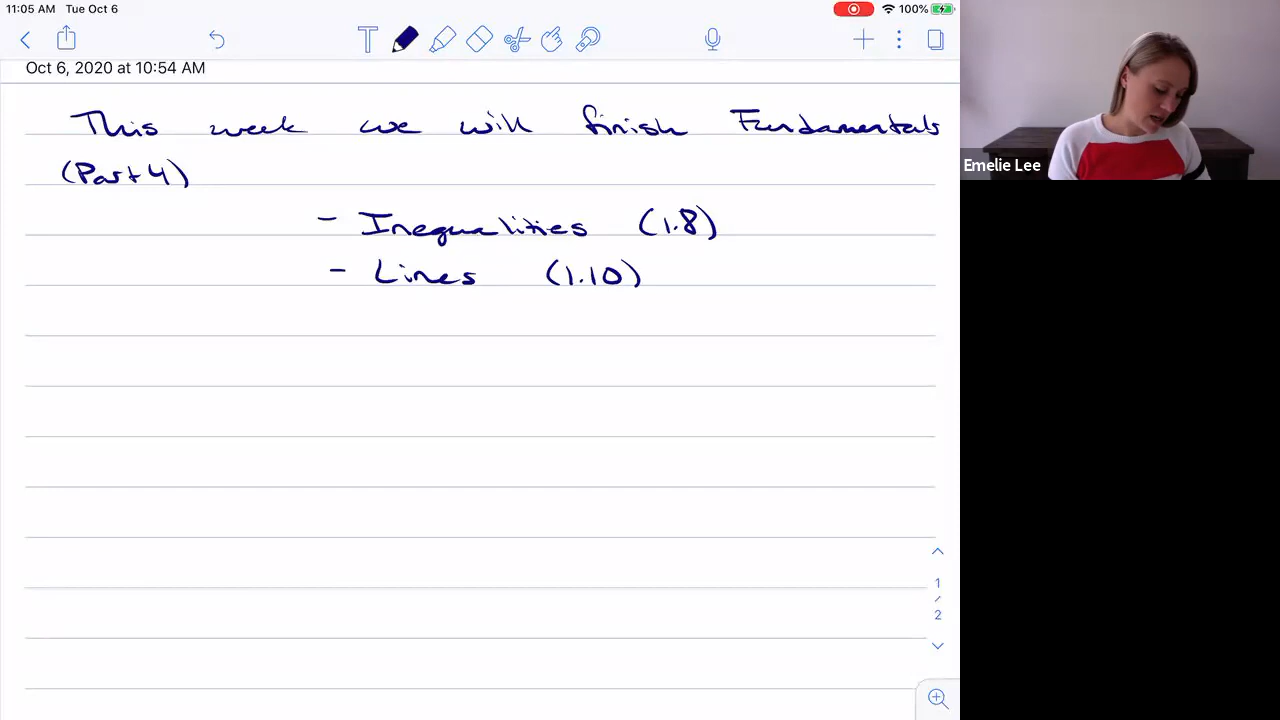 11:05 AM Tue Oct 6
100%
Oct 6, 2020 at 10:54 AM
This week we will finish Fundamentals
(Part 4)
- Inequalities (1.8)
- Lines (1.10)
Emelie Lee
1
/
2